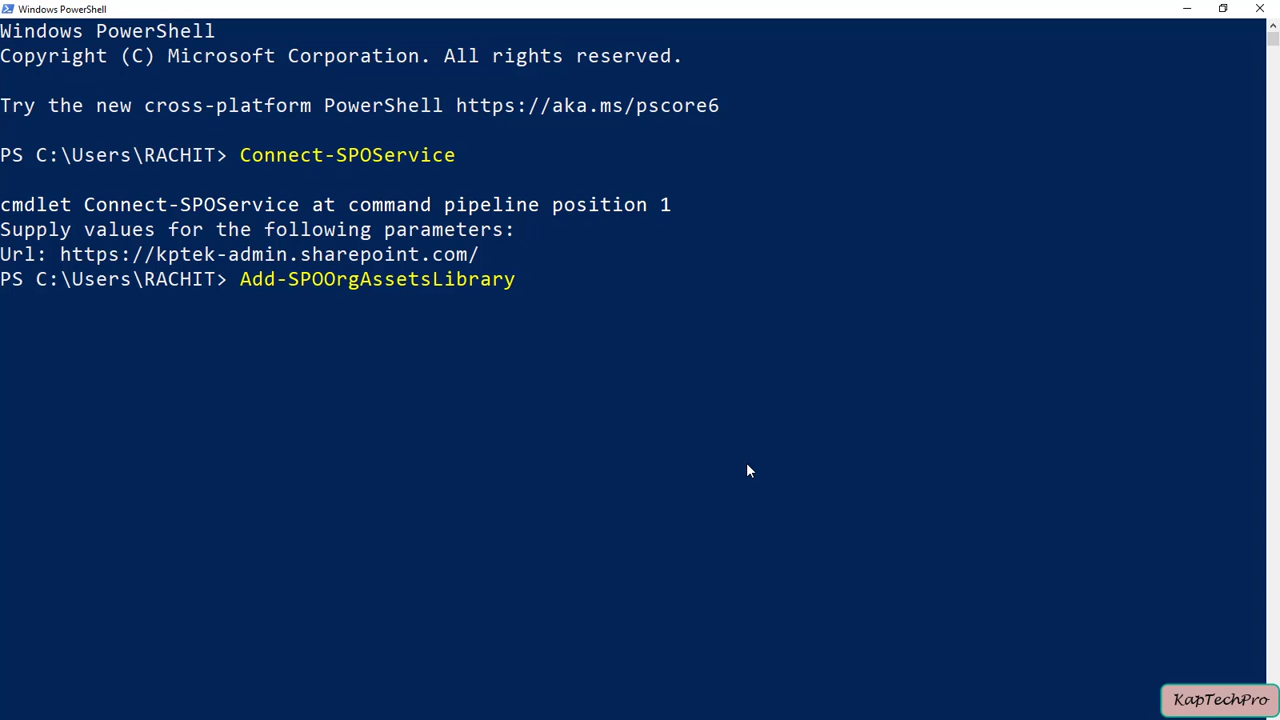 Windows PowerShell
Windows PowerShell
Copyright (C) Microsoft Corporation. All rights reserved.
Try the new cross-platform PowerShell https://aka.ms/pscore6
PS C:\Users\RACHIT> Connect-SPOService
cmdlet Connect-SPOService at command pipeline position 1
Supply values for the following parameters:
Url: https://kptek-admin.sharepoint.com/
PS C:\Users\RACHIT> Add-SPOOrgAssetsLibrary
KapTechPro